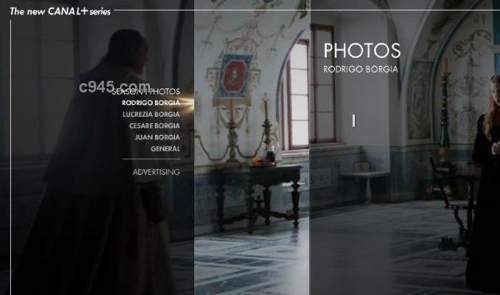 The new CANAL+ series
PHOTOS
RODRIGO BORGIA
c945.com
SEASON I PHOTOS
RODRIGO BORGIA
LUCREZIA BORGIA
CESARE BORGIA
JUAN BORGIA
GENERAL
ADVERTISING
I